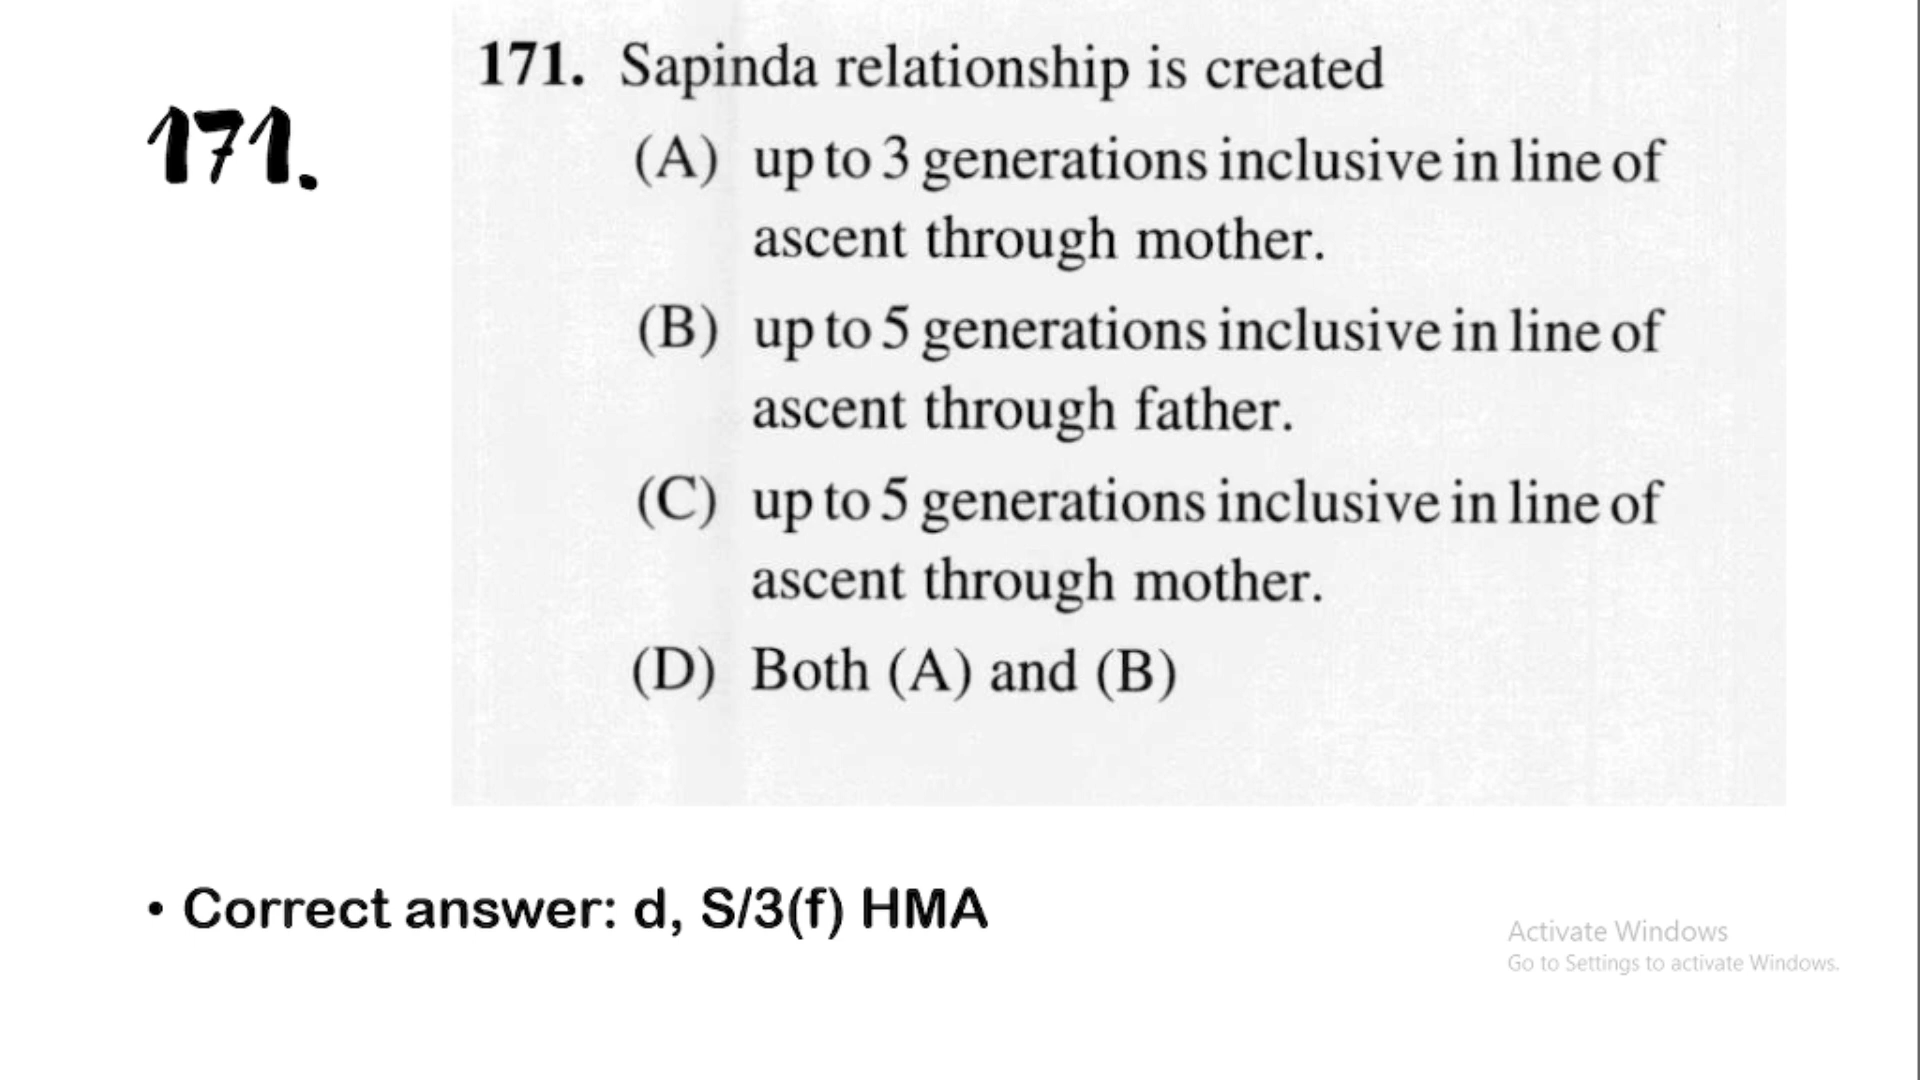 171.
171. Sapinda relationship is created
(A) up to 3 generations inclusive in line of
ascent through mother.
(B) up to 5 generations inclusive in line of
ascent through father.
(C) up to 5 generations inclusive in line of
ascent through mother.
(D) Both (A) and (B)
• Correct answer: d, S/3(f) HMA
Activate Windows
Go to Settings to activate Windows.